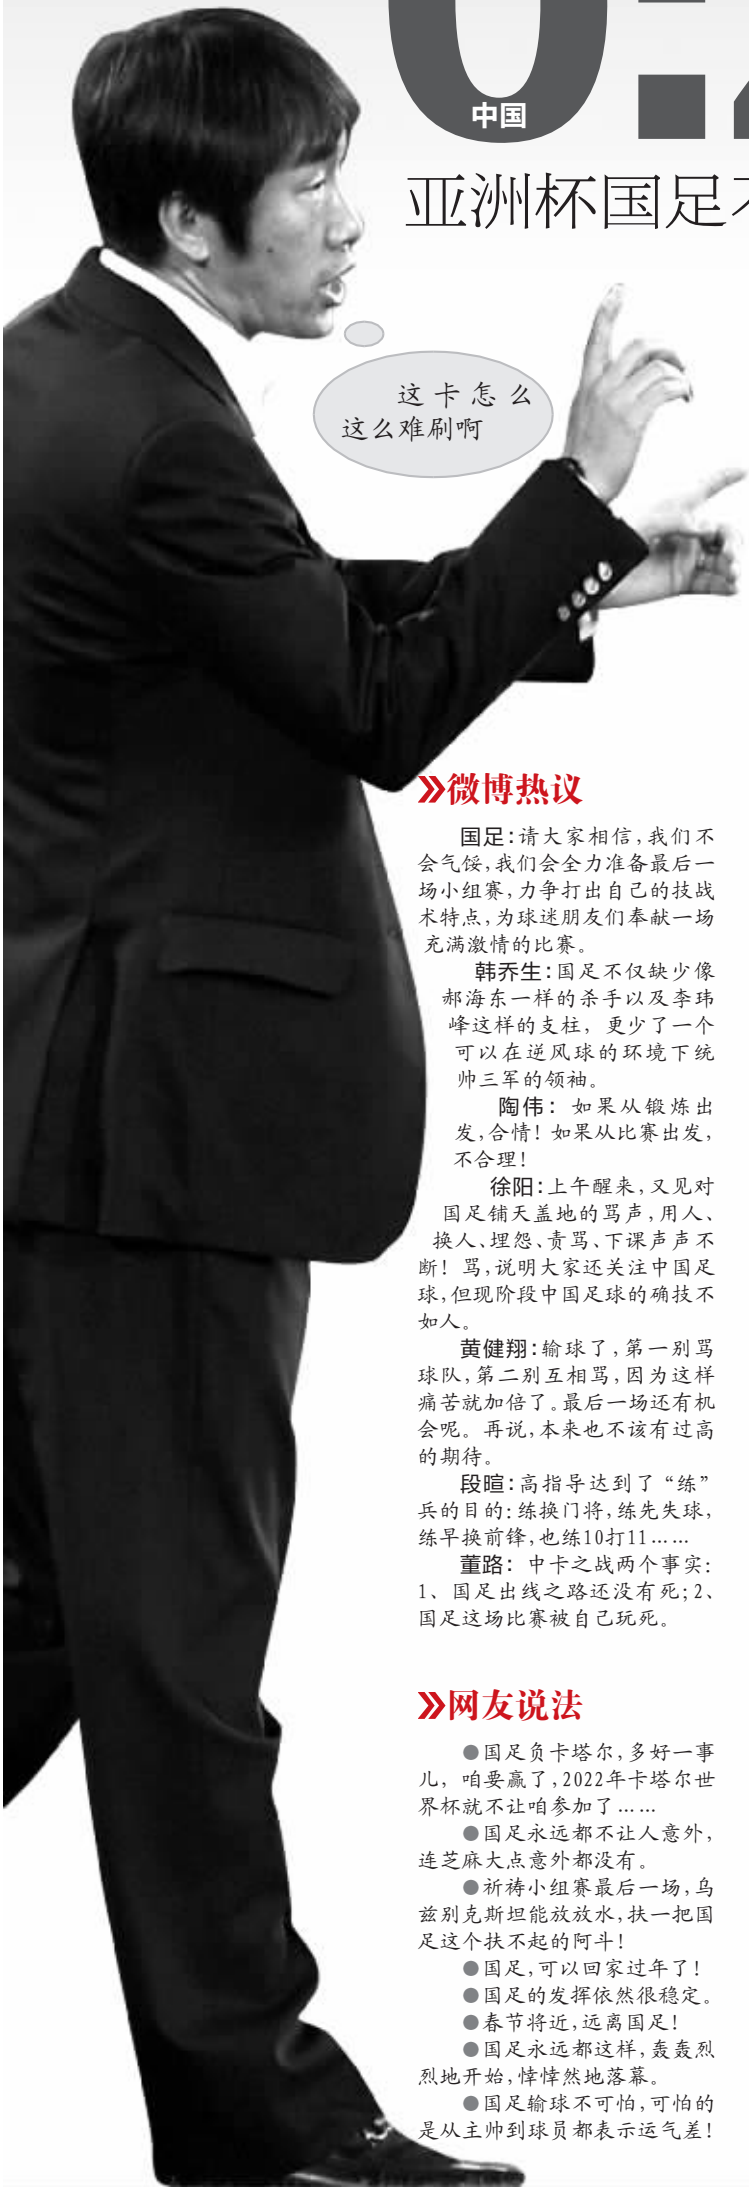 0:
中国
亚洲杯国足
这卡怎么
这么难刷啊
微博热议
国足:请大家相信,我们不
会气馁,我们会全力准备最后一
场小组赛,力争打出自己的技战
术特点,为球迷朋友们奉献一场
充满激情的比赛。
韩乔生:国足不仅缺少像
郝海东一样的杀手以及李玮
峰这样的支柱,更少了一个
可以在逆风球的环境下统
帅三军的领袖。
陶伟:如果从锻炼出
发,合情!如果从比赛出发,
不合理!
徐阳:上午醒来,又见对
国足铺天盖地的骂声,用人、
换人、埋怨、责骂、下课声声不
断!骂,说明大家还关注中国足
球,但现阶段中国足球的确技不
如人。
黄健翔:输球了,第一别骂
球队,第二别互相骂,因为这样
痛苦就加倍了。最后一场还有机
会呢。再说,本来也不该有过高
的期待。
段暄:高指导达到了“练”
兵的目的:练换门将,练先失球,
练早换前锋,也练10打11……
董路:中卡之战两个事实:
1、国足出线之路还没有死;2、
国足这场比赛被自己玩死。
网友说法
●国足负卡塔尔,多好一事
儿,咱要赢了,2022年卡塔尔世
界杯就不让咱参加了……
●国足永远都不让人意外,
连芝麻大点意外都没有。
●祈祷小组赛最后一场,乌
兹别克斯坦能放放水,扶一把国
足这个扶不起的阿斗!
●国足,可以回家过年了!
●国足的发挥依然很稳定。
●春节将近,远离国足!
●国足永远都这样,轰轰烈
烈地开始,悻悻然地落幕。
●国足输球不可怕,可怕的
是从主帅到球员都表示运气差!